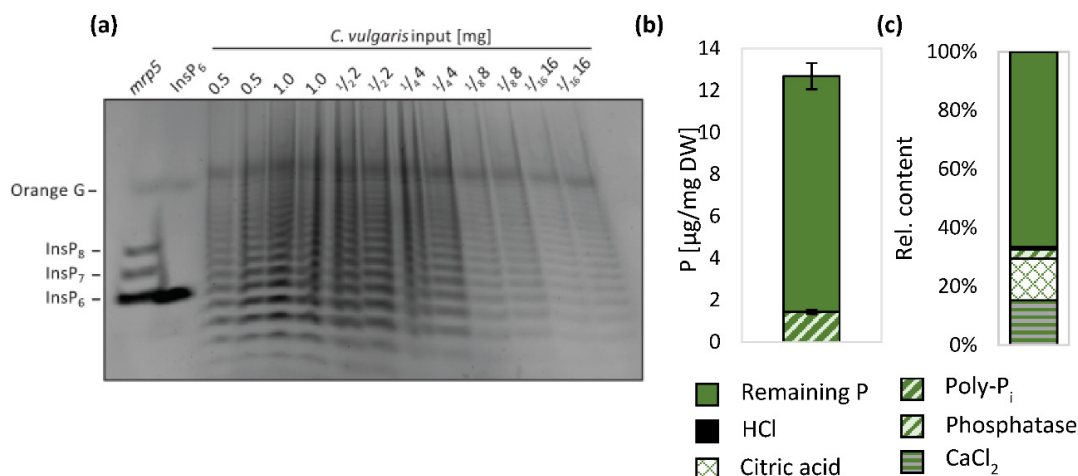 (a)
C. vulgaris input [mg]
mrp5 InsP6 0.5 0.5 1.0 1.0 1/2 2 1/2 2 1/4 4 1/4 4 1/8 8 1/8 8 1/16 16 1/16 16
Orange G
InsP8
InsP7
InsP6
(b)
P [µg/mg DW]
14
12
10
8
6
4
2
0
(c)
Rel. content
100%
80%
60%
40%
20%
0%
Remaining P
HCl
Citric acid
Poly-Pi
Phosphatase
CaCl2